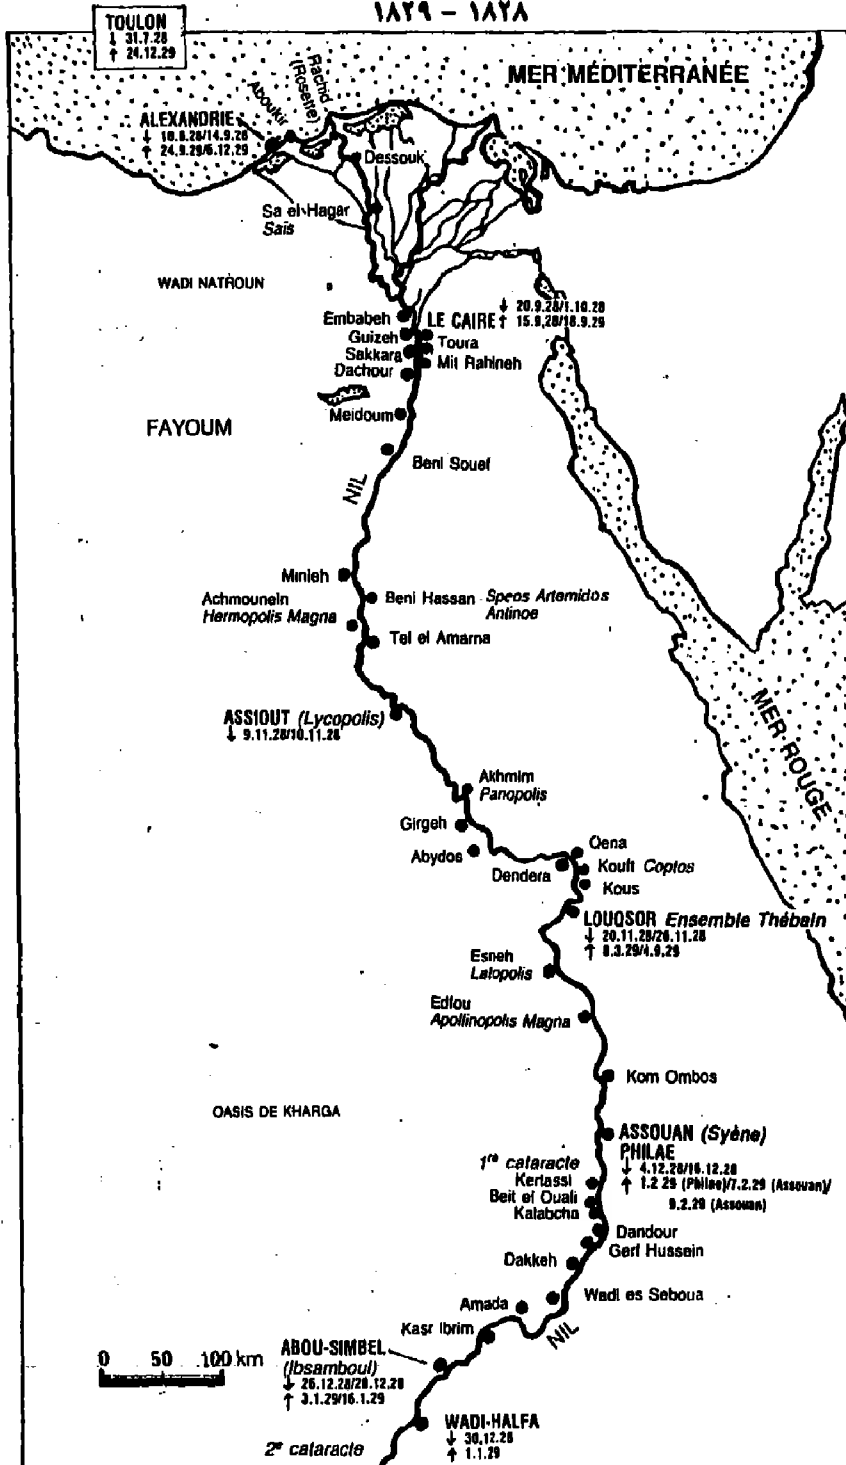 ١٨٢٩ – ١٨٢٨
TOULON
↓ 31.7.28
↑ 24.12.29
MER MÉDITERRANÉE
Rachid
(Rosette)
Aboukir
ALEXANDRIE
↓ 18.8.28/14.9.28
↑ 24.9.29/6.12.29
Dessouk
Sa el-Hagar
Saïs
WADI NATROUN
Embabeh
LE CAIRE
↓ 20.9.28/1.10.28
↑ 15.9.28/18.9.29
Guizeh
Toura
Sakkara
Mit Rahineh
Dachour
Meidoum
FAYOUM
Beni Souef
NIL
Minieh
Achmounein
Hermopolis Magna
Beni Hassan Speos Artemidos
Antinoe
Tel el Amarna
ASSIOUT (Lycopolis)
↓ 9.11.28/10.11.28
MER ROUGE
Akhmim
Panopolis
Girgeh
Abydos
Qena
Dendera
Kouft Coptos
Kous
LOUQSOR Ensemble Thébain
↓ 20.11.28/26.11.28
↑ 8.3.29/4.9.29
Esneh
Latopolis
Edfou
Apollinopolis Magna
Kom Ombos
OASIS DE KHARGA
ASSOUAN (Syène)
PHILAE
↓ 4.12.28/16.12.28
↑ 1.2 29 (Philae)/7.2.29 (Assouan)/
9.2.29 (Assouan)
1re cataracte
Kertassi
Beit el Ouali
Kalabcha
Dandour
Gerf Hussein
Dakkeh
Wadi es Seboua
Amada
Kasr Ibrim
NIL
ABOU-SIMBEL
(Ibsamboul)
↓ 26.12.28/28.12.28
↑ 3.1.29/16.1.29
0 50 100 km
WADI-HALFA
↓ 30.12.28
↑ 1.1.29
2e cataracte